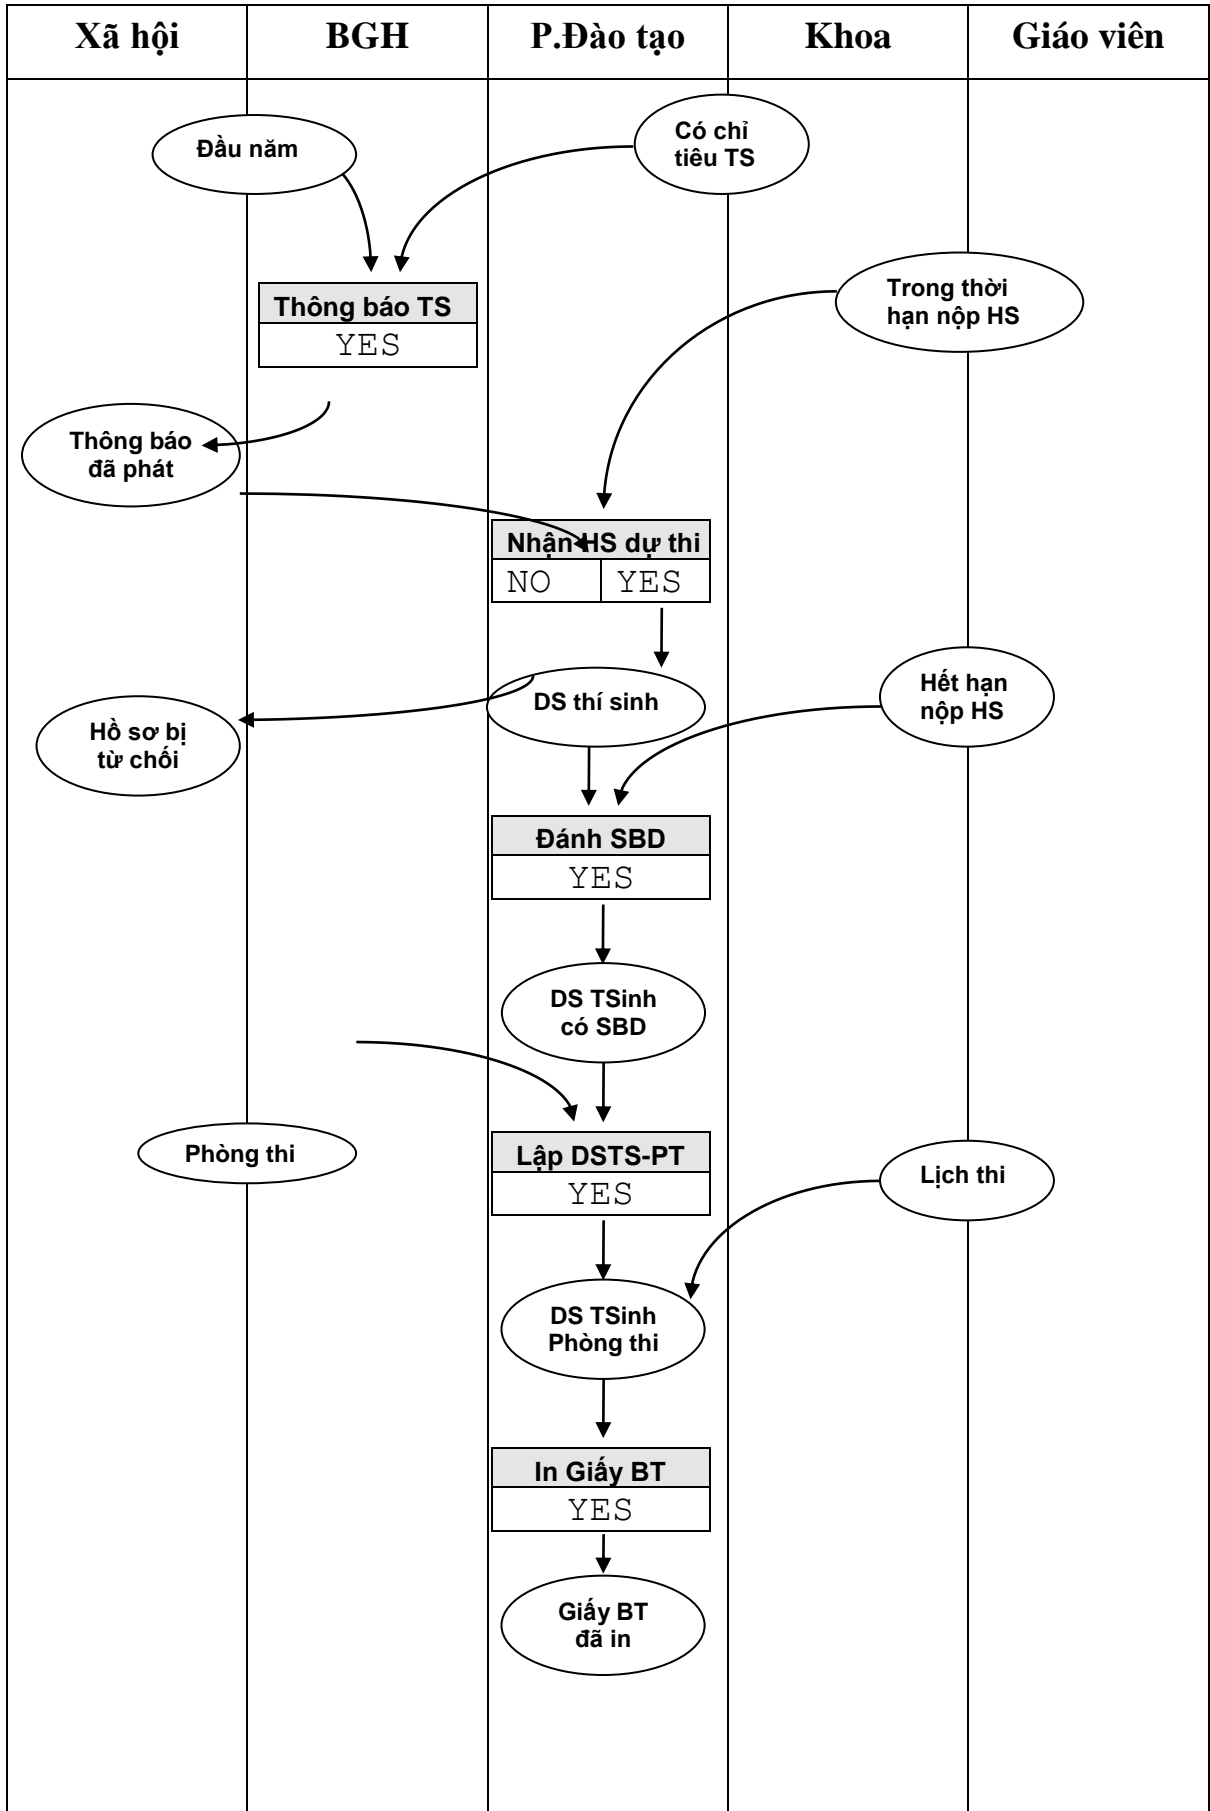 Xã hội
BGH
P.Đào tạo
Khoa
Giáo viên
Đầu năm
Có chỉ
tiêu TS
Thông báo TS
YES
Trong thời
hạn nộp HS
Thông báo
đã phát
Nhận HS dự thi
NO
YES
DS thí sinh
Hết hạn
nộp HS
Hồ sơ bị
từ chối
Đánh SBD
YES
DS TSinh
có SBD
Phòng thi
Lập DSTS-PT
YES
Lịch thi
DS TSinh
Phòng thi
In Giấy BT
YES
Giấy BT
đã in